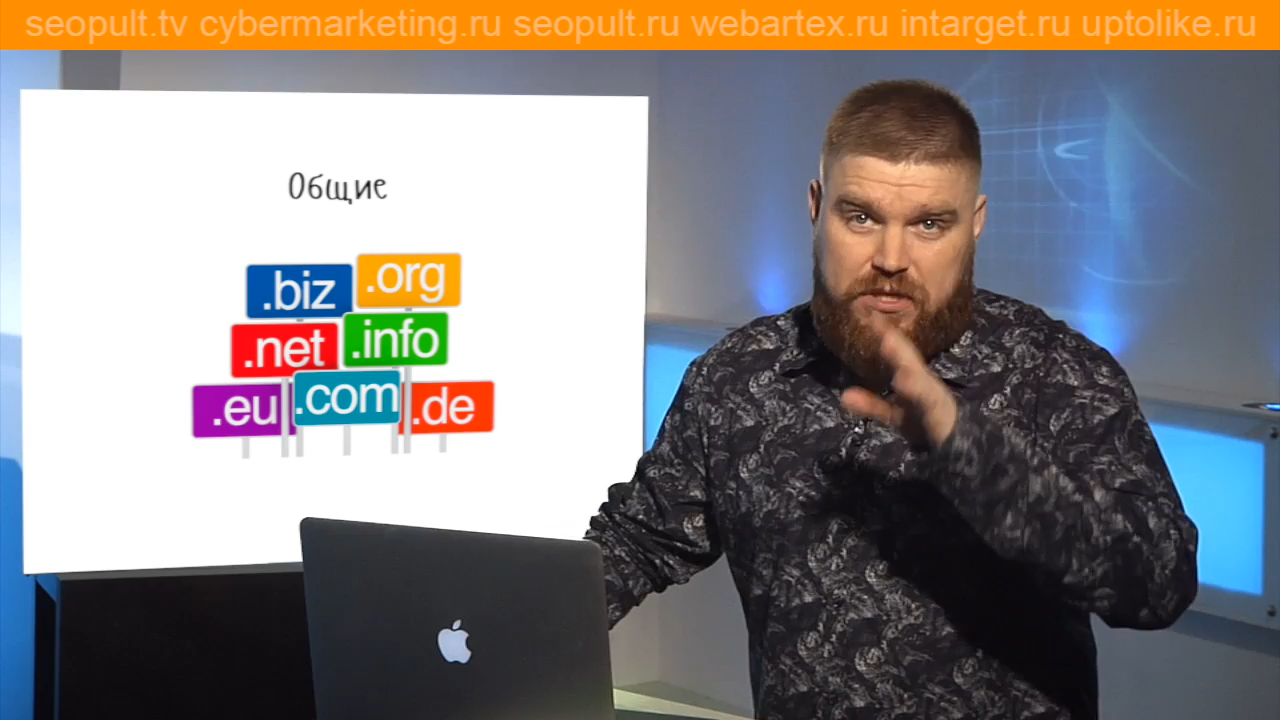 seopult.tv cybermarketing.ru seopult.ru webartex.ru intarget.ru uptolike.ru
Общие
.biz .org
.net .info
.eu .com .de